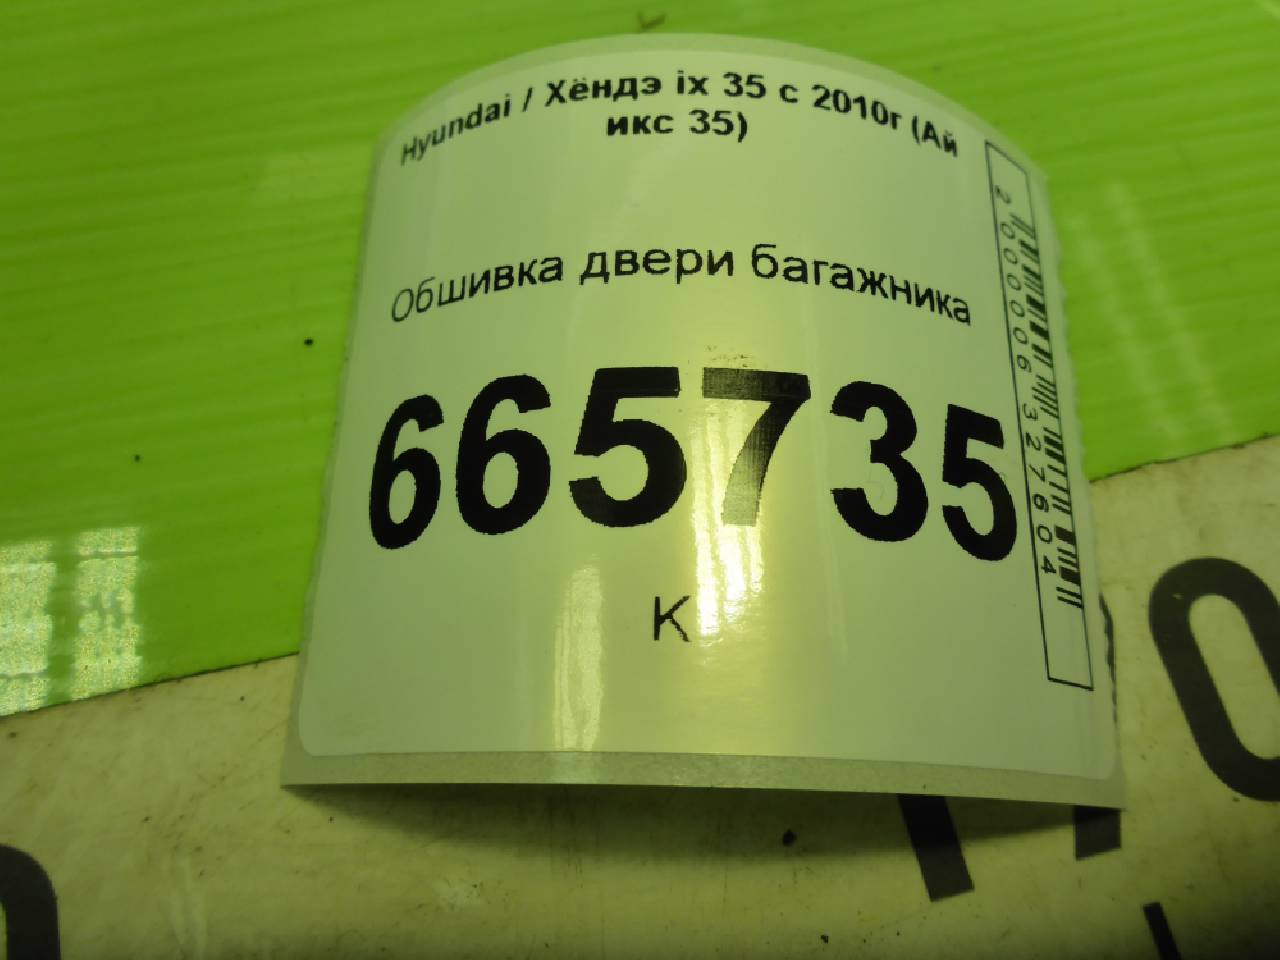 Hyundai / Хёндэ ix 35 с 2010г (Ай
икс 35)
Обшивка двери багажника
665735
К
2000006327604